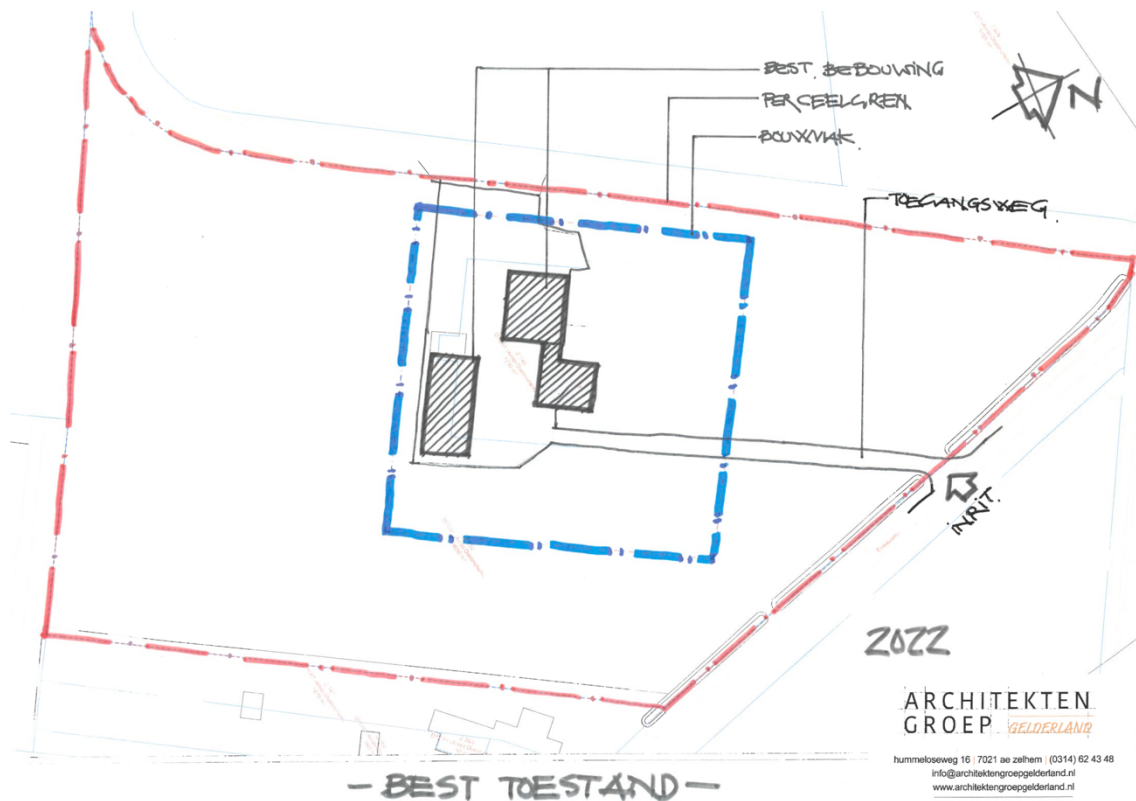 BEST. BEBOUWING
PERCEELGREN.
BOUWVLAK.
N
TOEGANGSWEG.
INRIT.
2022
ARCHITEKTEN
GROEP GELDERLAND
hummeloseweg 16 | 7021 ae zelhem | (0314) 62 43 48
info@architektengroepgelderland.nl
www.architektengroepgelderland.nl
- BEST TOESTAND -